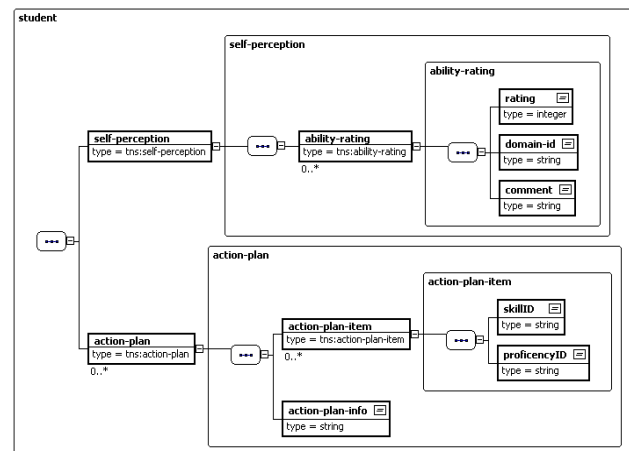 student
self-perception
ability-rating
rating
type = integer
self-perception
type = tns:self-perception
ability-rating
type = tns:ability-rating
0..*
domain-id
type = string
comment
type = string
action-plan
action-plan-item
skillID
type = string
action-plan-item
type = tns:action-plan-item
0..*
action-plan
type = tns:action-plan
0..*
proficencyID
type = string
action-plan-info
type = string